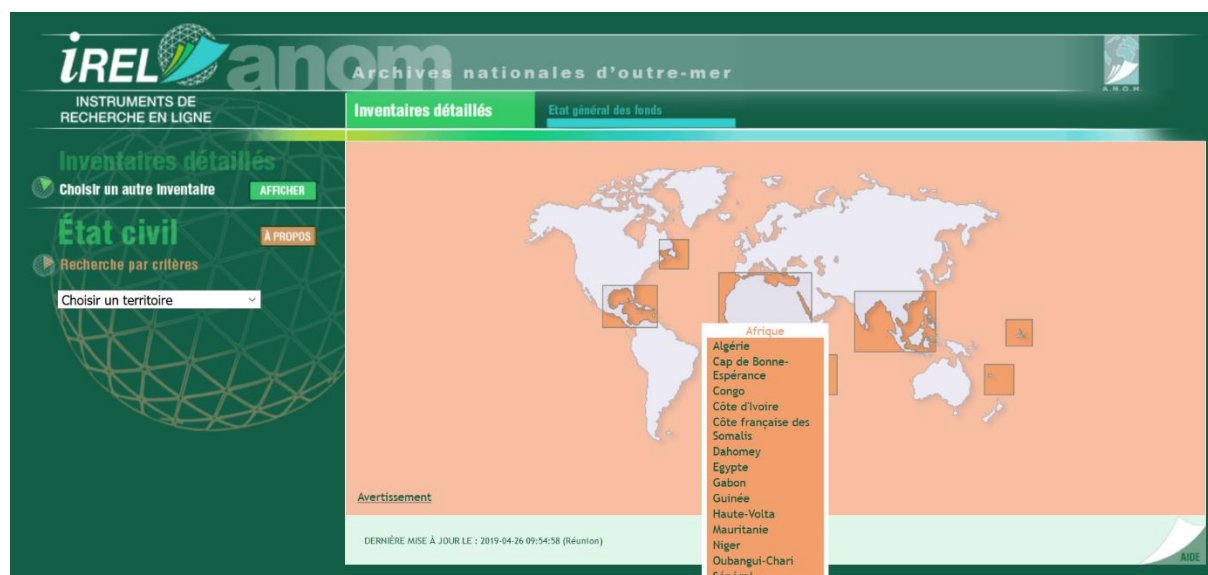 iREL
anom
Archives nationales d'outre-mer
A.N.O.M.
INSTRUMENTS DE
RECHERCHE EN LIGNE
Inventaires détaillés
Etat général des fonds
Inventaires détaillés
Choisir un autre Inventaire
AFFICHER
État civil
À PROPOS
Recherche par critères
Choisir un territoire
Afrique
Algérie
Cap de Bonne-
Espérance
Congo
Côte d'Ivoire
Côte française des
Somalis
Dahomey
Egypte
Gabon
Guinée
Haute-Volta
Mauritanie
Niger
Oubangui-Chari
Sénégal
Avertissement
DERNIÈRE MISE À JOUR LE : 2019-04-26 09:54:58 (Réunion)
AIDE